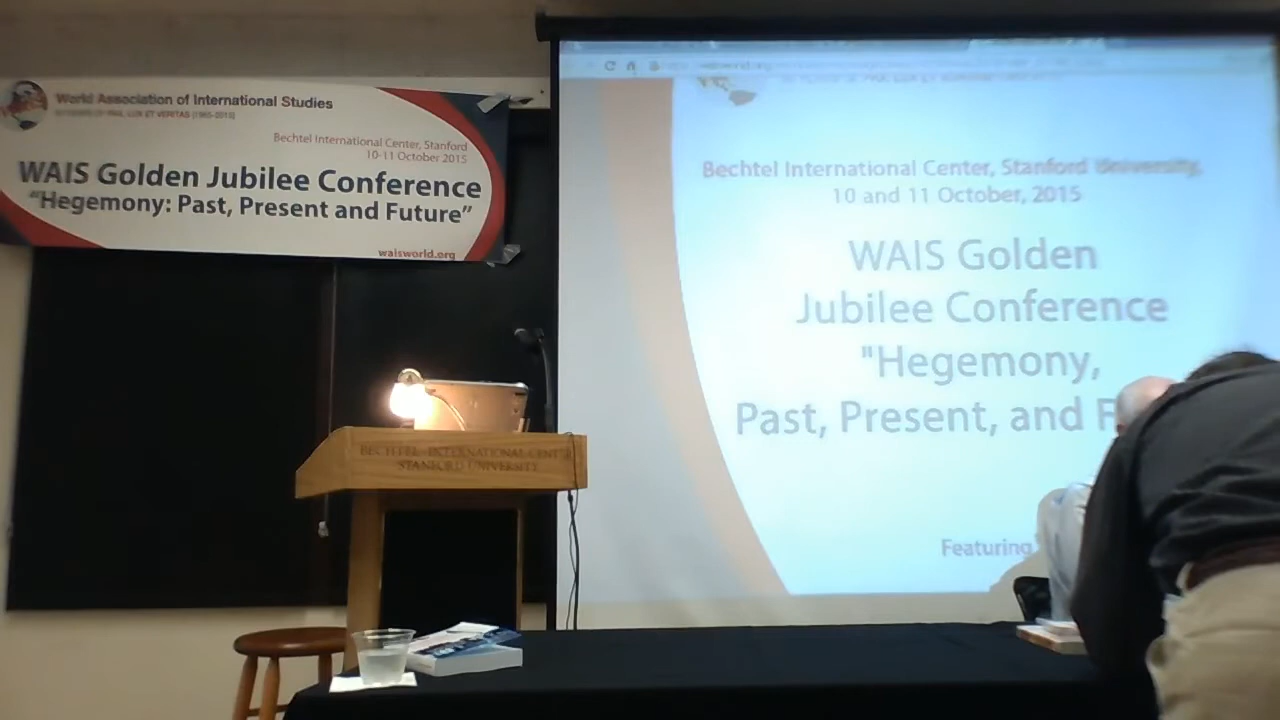 World Association of International Studies
Bechtel International Center, Stanford
10-11 October 2015
WAIS Golden Jubilee Conference
"Hegemony: Past, Present and Future"
waisworld.org
Bechtel International Center, Stanford University,
10 and 11 October, 2015
WAIS Golden
Jubilee Conference
"Hegemony,
Past, Present, and F
Featuring
BECHTEL INTERNATIONAL CENTER
STANFORD UNIVERSITY